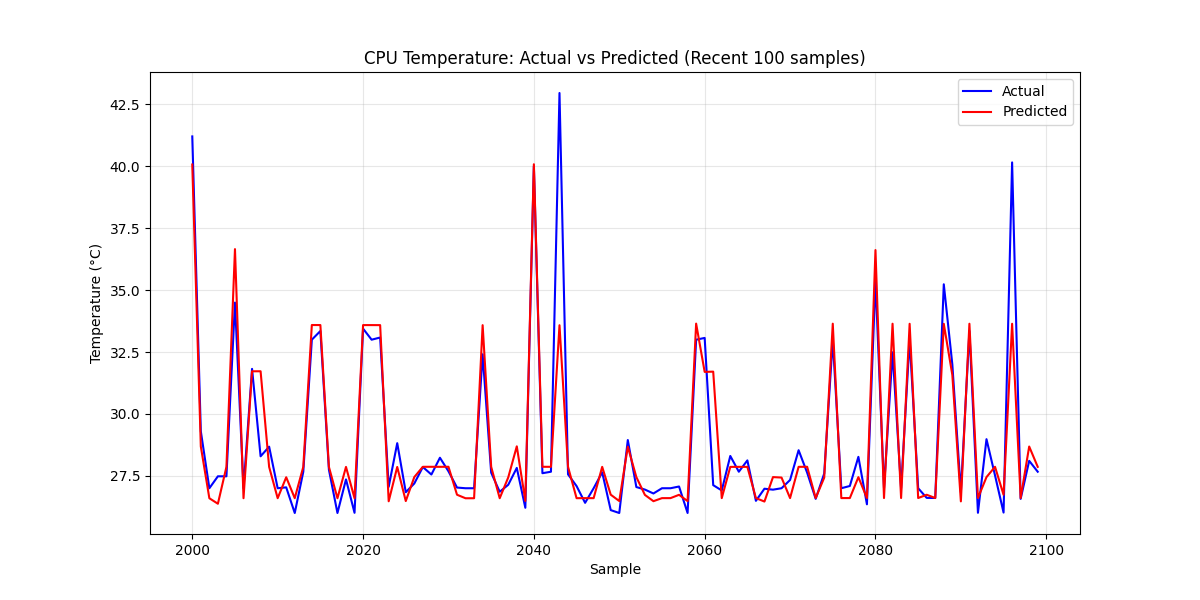 CPU Temperature: Actual vs Predicted (Recent 100 samples)
Actual
Predicted
Temperature (°C)
42.5
40.0
37.5
35.0
32.5
30.0
27.5
2000 2020 2040 2060 2080 2100
Sample